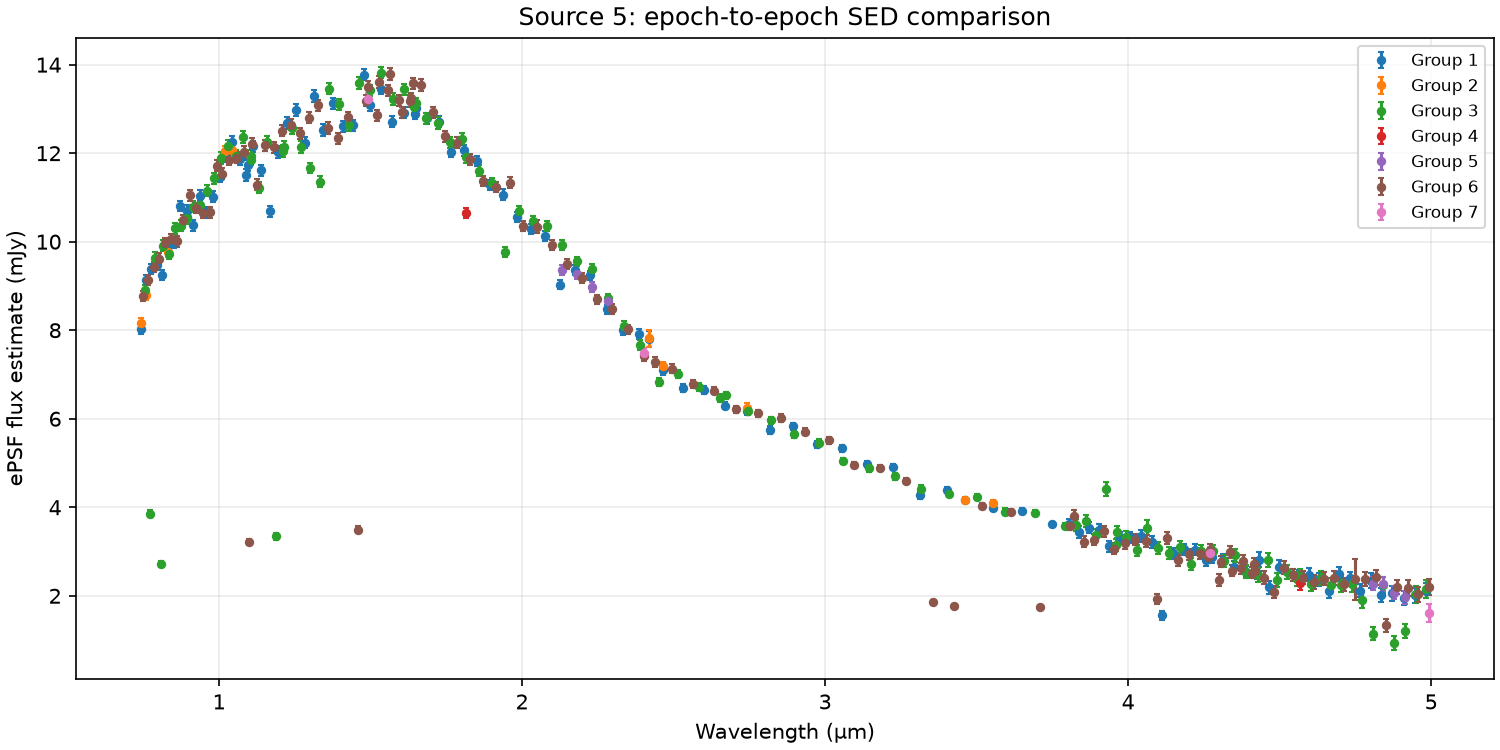 Source 5: epoch-to-epoch SED comparison
ePSF flux estimate (mJy)
14
12
10
8
6
4
2
1
2
3
4
5
Wavelength (μm)
Group 1
Group 2
Group 3
Group 4
Group 5
Group 6
Group 7